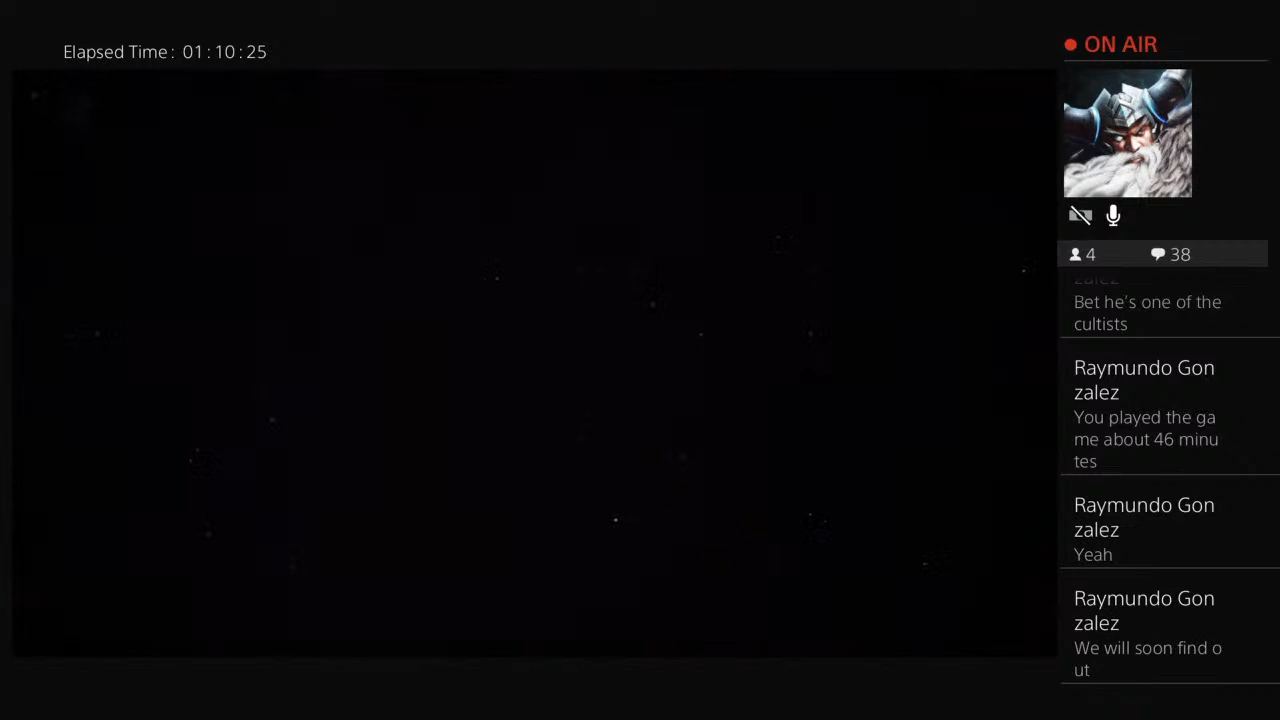 Elapsed Time: 01:10:25
ON AIR
4 38
zalez
Bet he's one of the
cultists
Raymundo Gon
zalez
You played the ga
me about 46 minu
tes
Raymundo Gon
zalez
Yeah
Raymundo Gon
zalez
We will soon find o
ut